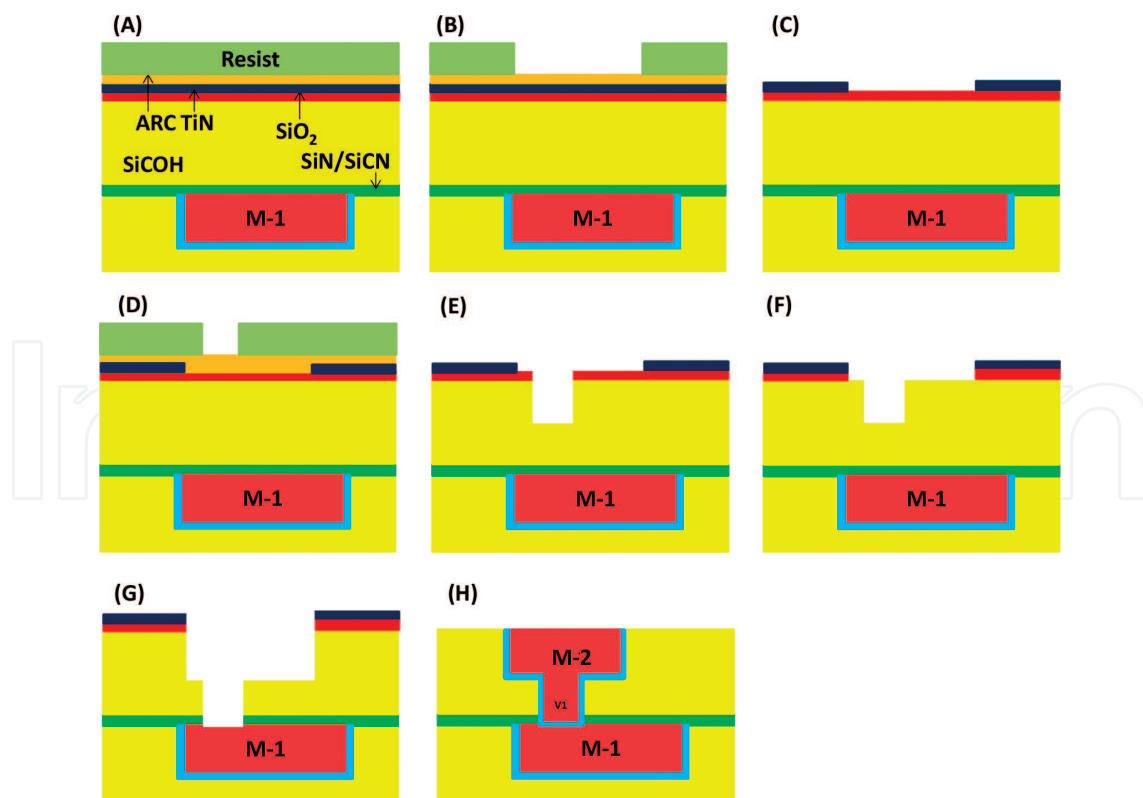 (A)
(B)
(C)
Resist
ARC TiN
SiO₂
SiCOH
SiN/SiCN
M-1
M-1
M-1
(D)
(E)
(F)
M-1
M-1
M-1
(G)
(H)
M-2
V1
M-1
M-1